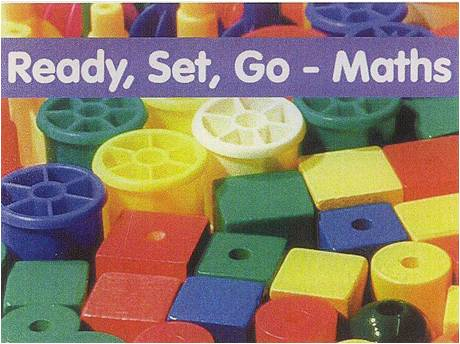 Ready, Set, Go - Maths